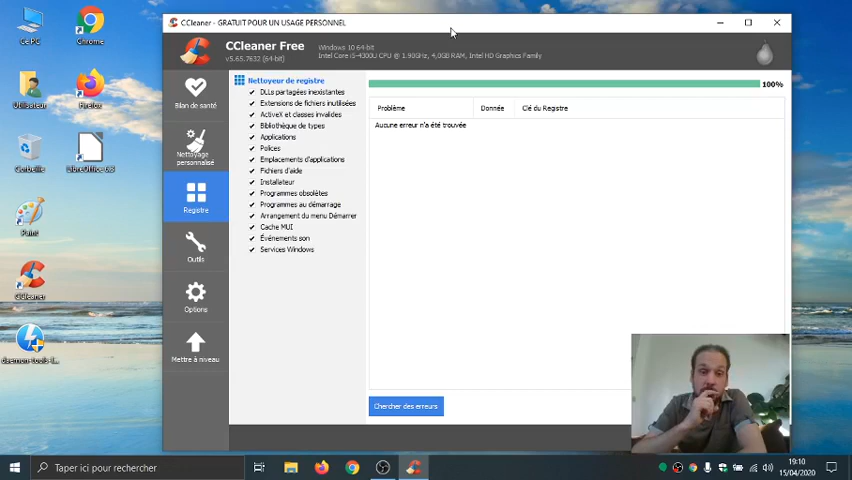 CCleaner - GRATUIT POUR UN USAGE PERSONNEL
CCleaner Free
v5.65.7632 (64-bit)
Windows 10 64-bit
Intel Core i5-4300U CPU @ 1.90GHz, 4,0GB RAM, Intel HD Graphics Family
Ce PC
Chrome
Utilisateur
Firefox
Corbeille
LibreOffice 6.3
Paint
CCleaner
daemon-tools-l...
Bilan de santé
Nettoyage
personnalisé
Registre
Outils
Options
Mettre à niveau
Nettoyeur de registre
DLLs partagées inexistantes
Extensions de fichiers inutilisées
ActiveX et classes invalides
Bibliothèque de types
Applications
Polices
Emplacements d'applications
Fichiers d'aide
Installateur
Programmes obsolètes
Programmes au démarrage
Arrangement du menu Démarrer
Cache MUI
Événements son
Services Windows
100%
Problème
Donnée
Clé du Registre
Aucune erreur n'a été trouvée
Chercher des erreurs
Taper ici pour rechercher
19:10
15/04/2020